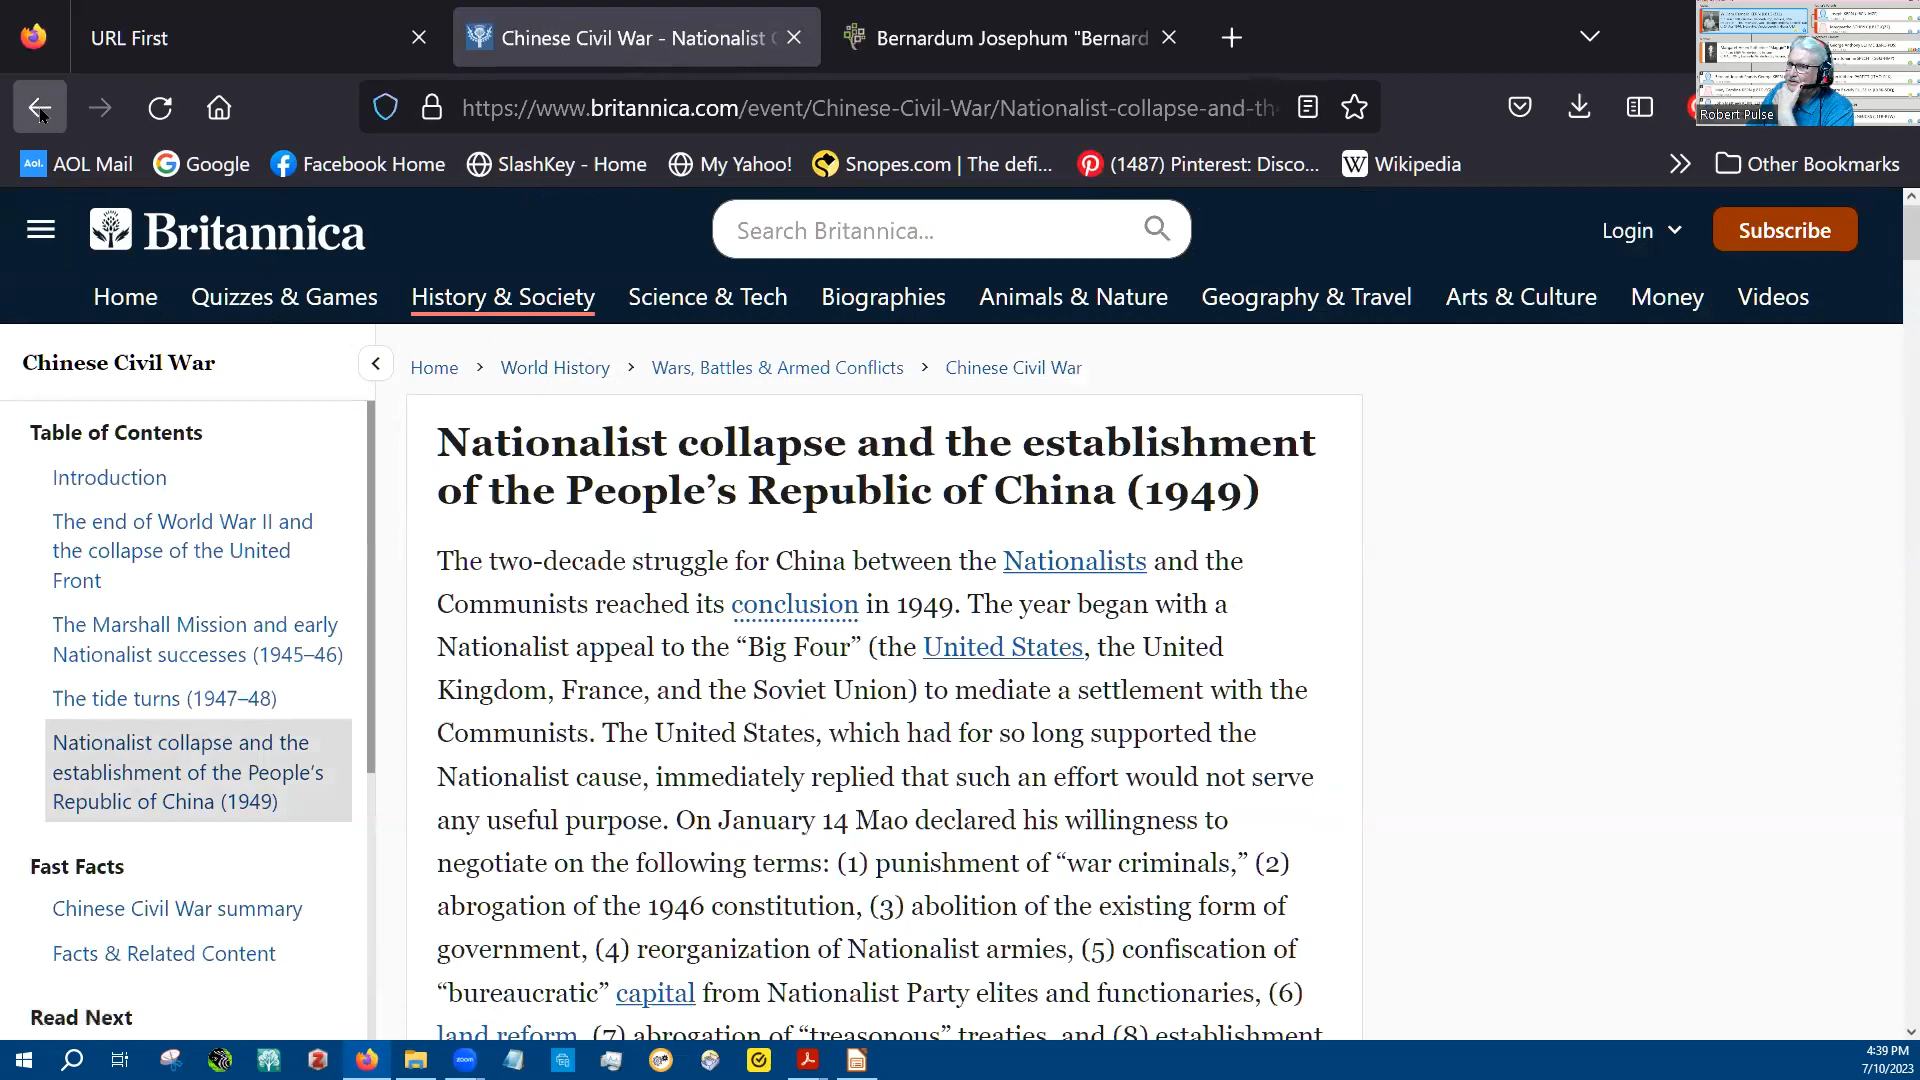 URL First
Chinese Civil War - Nationalist
Bernardum Josephum "Bernard
https://www.britannica.com/event/Chinese-Civil-War/Nationalist-collapse-and-the
Robert Pulse
Aol. AOL Mail
Google
Facebook Home
SlashKey - Home
My Yahoo!
Snopes.com | The defi...
(1487) Pinterest: Disco...
W Wikipedia
Other Bookmarks
Britannica
Search Britannica...
Login
Subscribe
Home Quizzes & Games History & Society Science & Tech Biographies Animals & Nature Geography & Travel Arts & Culture Money Videos
Chinese Civil War
Home > World History > Wars, Battles & Armed Conflicts > Chinese Civil War
Table of Contents
Introduction
The end of World War II and
the collapse of the United
Front
The Marshall Mission and early
Nationalist successes (1945–46)
The tide turns (1947–48)
Nationalist collapse and the
establishment of the People’s
Republic of China (1949)
Fast Facts
Chinese Civil War summary
Facts & Related Content
Read Next
Nationalist collapse and the establishment
of the People’s Republic of China (1949)
The two-decade struggle for China between the Nationalists and the
Communists reached its conclusion in 1949. The year began with a
Nationalist appeal to the “Big Four” (the United States, the United
Kingdom, France, and the Soviet Union) to mediate a settlement with the
Communists. The United States, which had for so long supported the
Nationalist cause, immediately replied that such an effort would not serve
any useful purpose. On January 14 Mao declared his willingness to
negotiate on the following terms: (1) punishment of “war criminals,” (2)
abrogation of the 1946 constitution, (3) abolition of the existing form of
government, (4) reorganization of Nationalist armies, (5) confiscation of
“bureaucratic” capital from Nationalist Party elites and functionaries, (6)
land reform, (7) abrogation of “treasonous” treaties, and (8) establishment
zoom
4:39 PM
7/10/2023